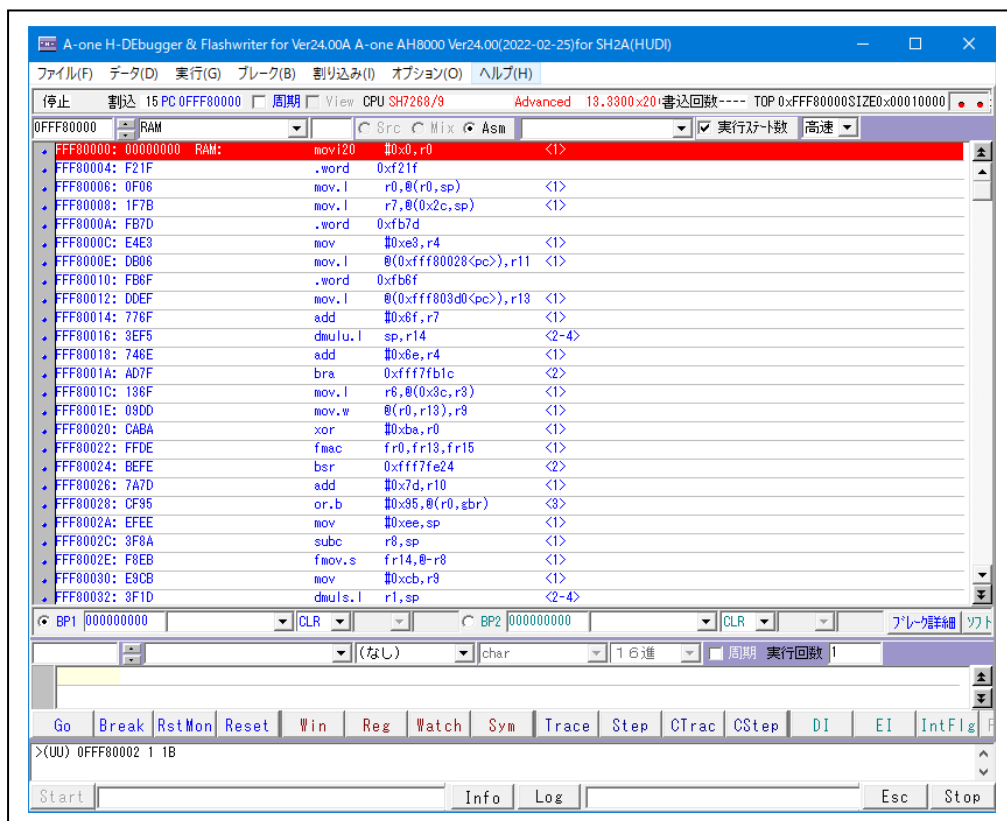 A-one H-DEbugger & Flashwriter for Ver24.00A A-one AH8000 Ver24.00(2022-02-25)for SH2A(HUDI)
ファイル(F) データ(D) 実行(G) ブレーク(B) 割り込み(I) オプション(O) ヘルプ(H)
停止 割込 15 PC 0FFF80000 周期 View CPU SH7268/9 Advanced 13.3300x20 書込回数---- TOP 0xFFF80000SIZE0x00010000
0FFF80000 RAM Src Mix Asm 実行ステート数 高速
FFF80000: 00000000 RAM: movi20 #0x0,r0 <1>
FFF80004: F21F .word 0xf21f
FFF80006: 0F06 mov.l r0,@(r0,sp) <1>
FFF80008: 1F7B mov.l r7,@(0x2c,sp) <1>
FFF8000A: FB7D .word 0xfb7d
FFF8000C: E4E3 mov #0xe3,r4 <1>
FFF8000E: DB06 mov.l @(0xfff80028<pc>),r11 <1>
FFF80010: FB6F .word 0xfb6f
FFF80012: DDEF mov.l @(0xfff803d0<pc>),r13 <1>
FFF80014: 776F add #0x6f,r7 <1>
FFF80016: 3EF5 dmulu.l sp,r14 <2-4>
FFF80018: 746E add #0x6e,r4 <1>
FFF8001A: AD7F bra 0xfff7fb1c <2>
FFF8001C: 136F mov.l r6,@(0x3c,r3) <1>
FFF8001E: 09DD mov.w @(r0,r13),r9 <1>
FFF80020: CABA xor #0xba,r0 <1>
FFF80022: FFDE fmac fr0,fr13,fr15 <1>
FFF80024: BEFE bsr 0xfff7fe24 <2>
FFF80026: 7A7D add #0x7d,r10 <1>
FFF80028: CF95 or.b #0x95,@(r0,gbr) <3>
FFF8002A: EFEE mov #0xee,sp <1>
FFF8002C: 3F8A subc r8,sp <1>
FFF8002E: F8EB fmov.s fr14,@-r8 <1>
FFF80030: E9CB mov #0xcb,r9 <1>
FFF80032: 3F1D dmuls.l r1,sp <2-4>
BP1 000000000 CLR BP2 000000000 CLR ブレーク詳細 ソフト
(なし) char 16進 周期 実行回数 1
Go Break RstMon Reset Win Reg Watch Sym Trace Step CTrac CStep DI EI IntFlg
>(UU) 0FFF80002 1 1B
Start Info Log Esc Stop